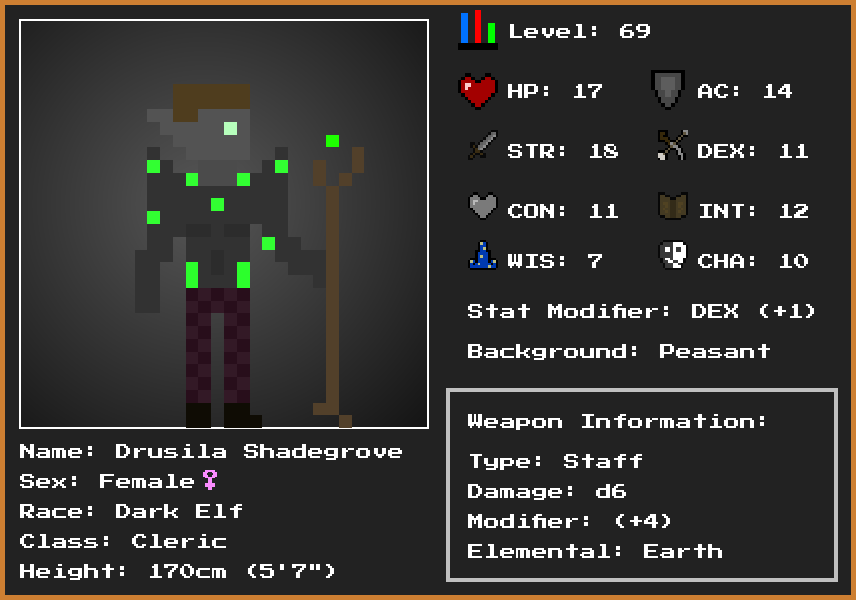 Level: 69
HP: 17
AC: 14
STR: 18
DEX: 11
CON: 11
INT: 12
WIS: 7
CHA: 10
Stat Modifier: DEX (+1)
Background: Peasant
Weapon Information:
Type: Staff
Damage: d6
Modifier: (+4)
Elemental: Earth
Name: Drusila Shadegrove
Sex: Female♀
Race: Dark Elf
Class: Cleric
Height: 170cm (5'7")